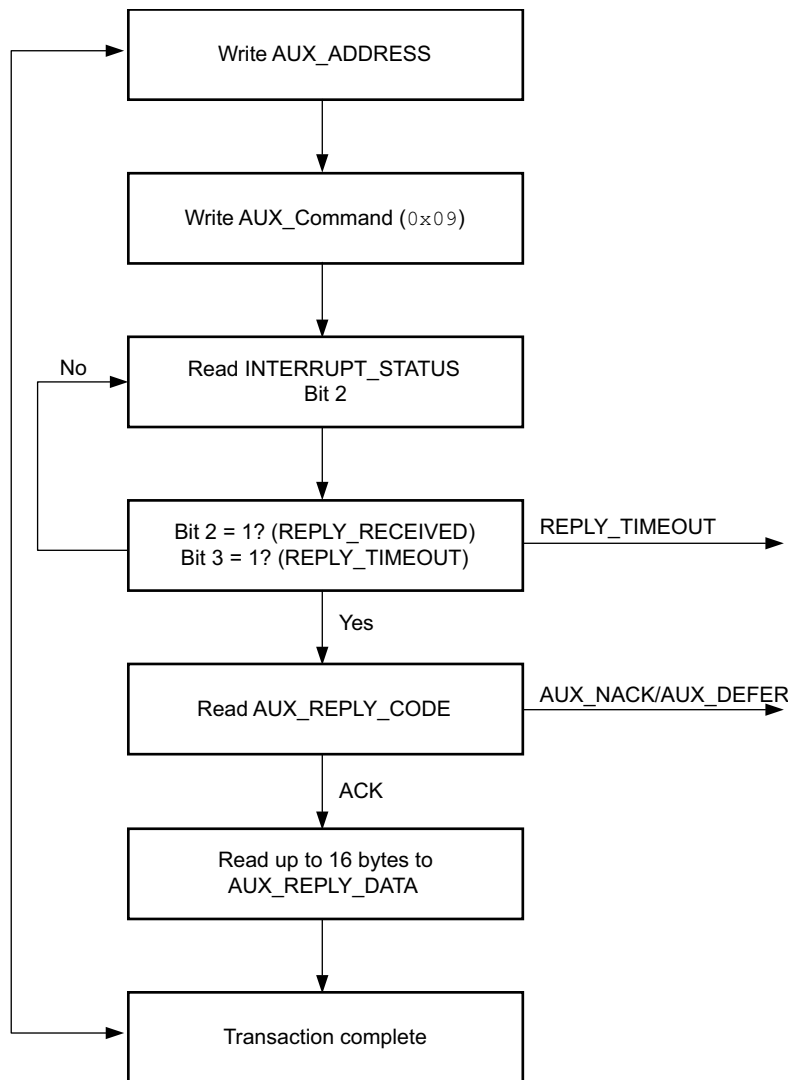 Write AUX_ADDRESS
Write AUX_Command (0x09)
No
Read INTERRUPT_STATUS
Bit 2
Bit 2 = 1? (REPLY_RECEIVED)
Bit 3 = 1? (REPLY_TIMEOUT)
REPLY_TIMEOUT
Yes
Read AUX_REPLY_CODE
AUX_NACK/AUX_DEFER
ACK
Read up to 16 bytes to
AUX_REPLY_DATA
Transaction complete